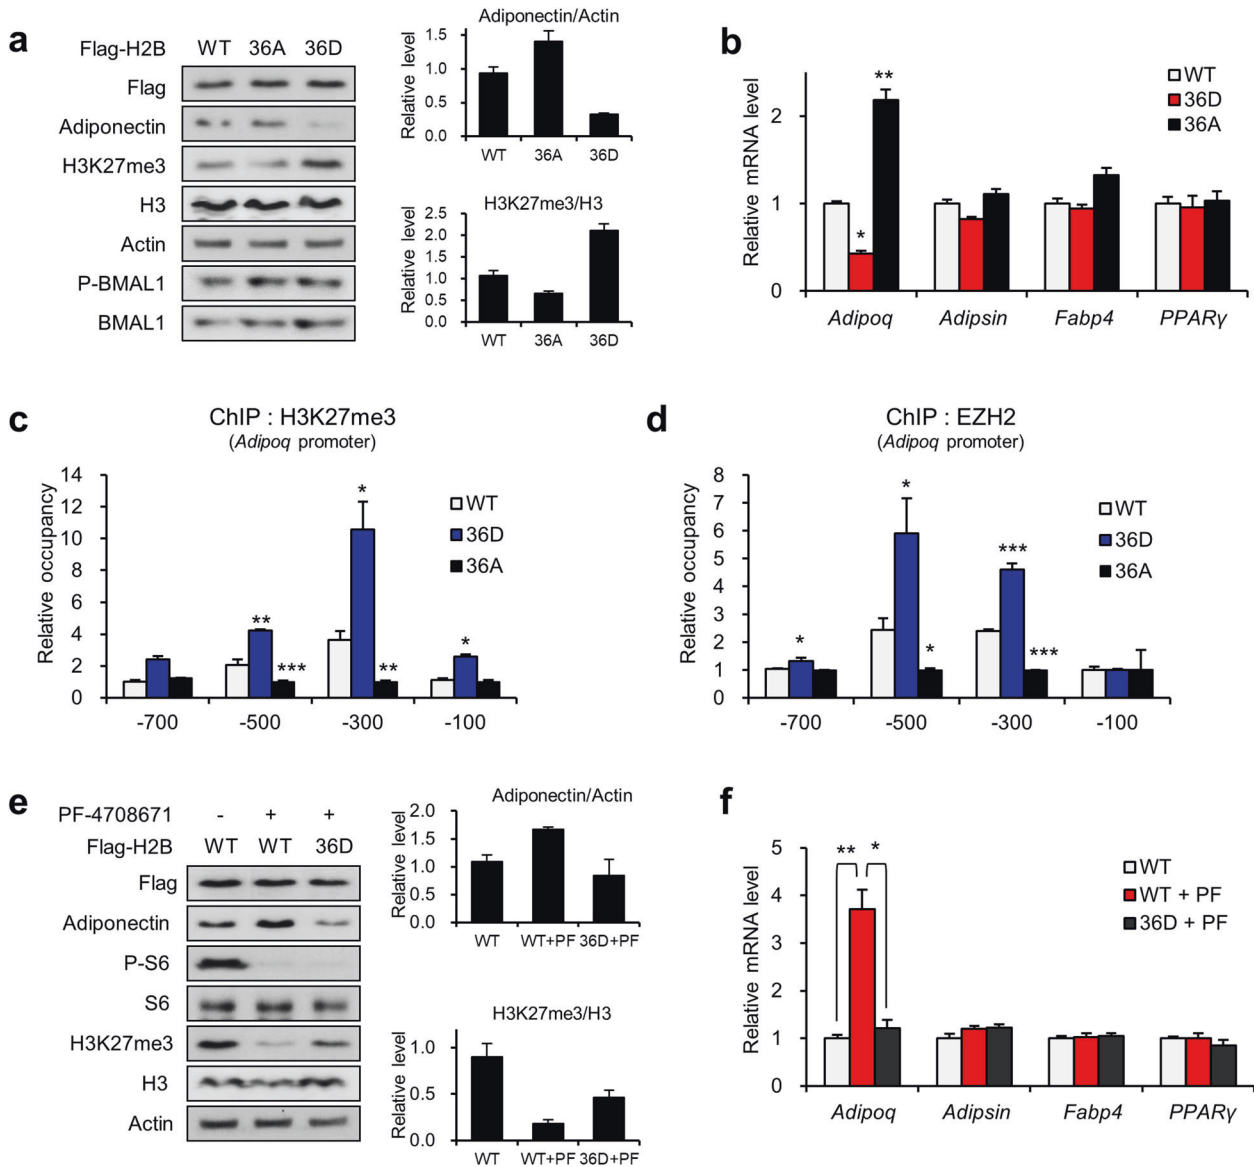 a
Flag-H2B WT 36A 36D
Flag
Adiponectin
H3K27me3
H3
Actin
P-BMAL1
BMAL1
Adiponectin/Actin
Relative level
1.5
1.0
0.5
0.0
WT 36A 36D
H3K27me3/H3
Relative level
2.5
2.0
1.5
1.0
0.5
0.0
WT 36A 36D
b
Relative mRNA level
2
1
0
* **
WT
36D
36A
Adipoq Adipsin Fabp4 PPARγ
c
ChIP : H3K27me3
(Adipoq promoter)
Relative occupancy
14
12
10
8
6
4
2
0
** *** * ** *
WT
36D
36A
-700 -500 -300 -100
d
ChIP : EZH2
(Adipoq promoter)
Relative occupancy
8
7
6
5
4
3
2
1
0
* * * *** ***
WT
36D
36A
-700 -500 -300 -100
e
PF-4708671 - + +
Flag-H2B WT WT 36D
Flag
Adiponectin
P-S6
S6
H3K27me3
H3
Actin
Adiponectin/Actin
Relative level
2.0
1.5
1.0
0.5
0.0
WT WT+PF 36D+PF
H3K27me3/H3
Relative level
1.0
0.5
0.0
WT WT+PF 36D+PF
f
Relative mRNA level
5
4
3
2
1
0
** *
WT
WT + PF
36D + PF
Adipoq Adipsin Fabp4 PPARγ